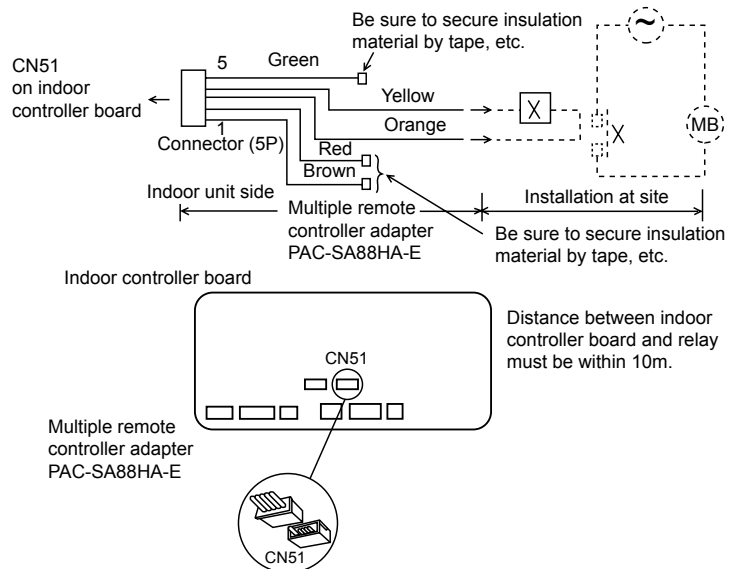 Be sure to secure insulation
material by tape, etc.
CN51
on indoor
controller board
5
Green
~
Yellow
X
Orange
X
MB
1
Connector (5P)
Red
Brown
Indoor unit side
Installation at site
Multiple remote
controller adapter
PAC-SA88HA-E
Be sure to secure insulation
material by tape, etc.
Indoor controller board
Distance between indoor
controller board and relay
must be within 10m.
CN51
Multiple remote
controller adapter
PAC-SA88HA-E
CN51